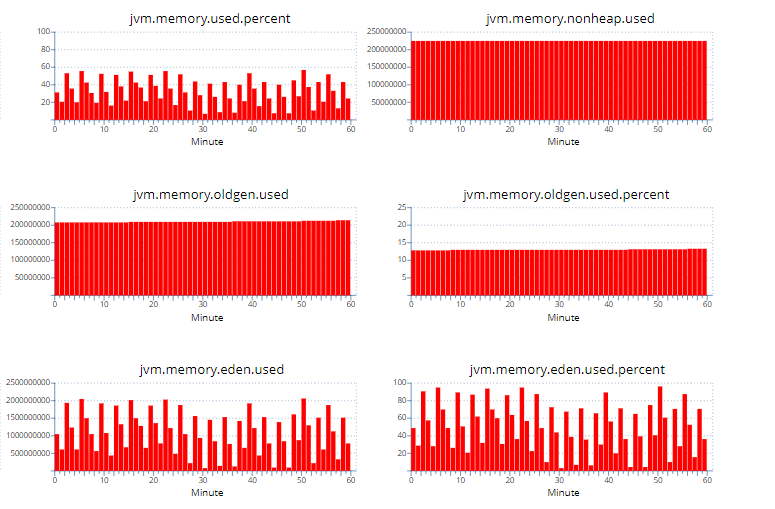 jvm.memory.used.percent
100
80
60
40
20
0 10 20 30 40 50 60
Minute
jvm.memory.nonheap.used
250000000
200000000
150000000
100000000
50000000
0 10 20 30 40 50 60
Minute
jvm.memory.oldgen.used
250000000
200000000
150000000
100000000
50000000
0 10 20 30 40 50 60
Minute
jvm.memory.oldgen.used.percent
25
20
15
10
5
0 10 20 30 40 50 60
Minute
jvm.memory.eden.used
2500000000
2000000000
1500000000
1000000000
500000000
0 10 20 30 40 50 60
Minute
jvm.memory.eden.used.percent
100
80
60
40
20
0 10 20 30 40 50 60
Minute